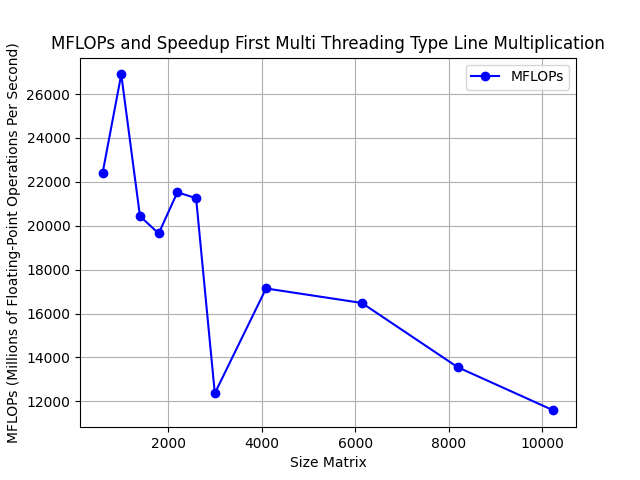 MFLOPs and Speedup First Multi Threading Type Line Multiplication
MFLOPs
MFLOPs (Millions of Floating-Point Operations Per Second)
26000
24000
22000
20000
18000
16000
14000
12000
2000 4000 6000 8000 10000
Size Matrix